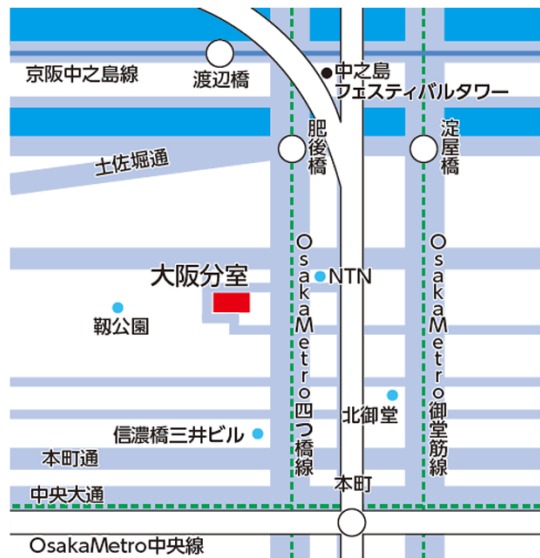 京阪中之島線
渡辺橋
中之島
フェスティバルタワー
肥後橋
淀屋橋
土佐堀通
大阪分室
NTN
靱公園
OsakaMetro四つ橋線
OsakaMetro御堂筋線
北御堂
信濃橋三井ビル
本町通
本町
中央大通
OsakaMetro中央線